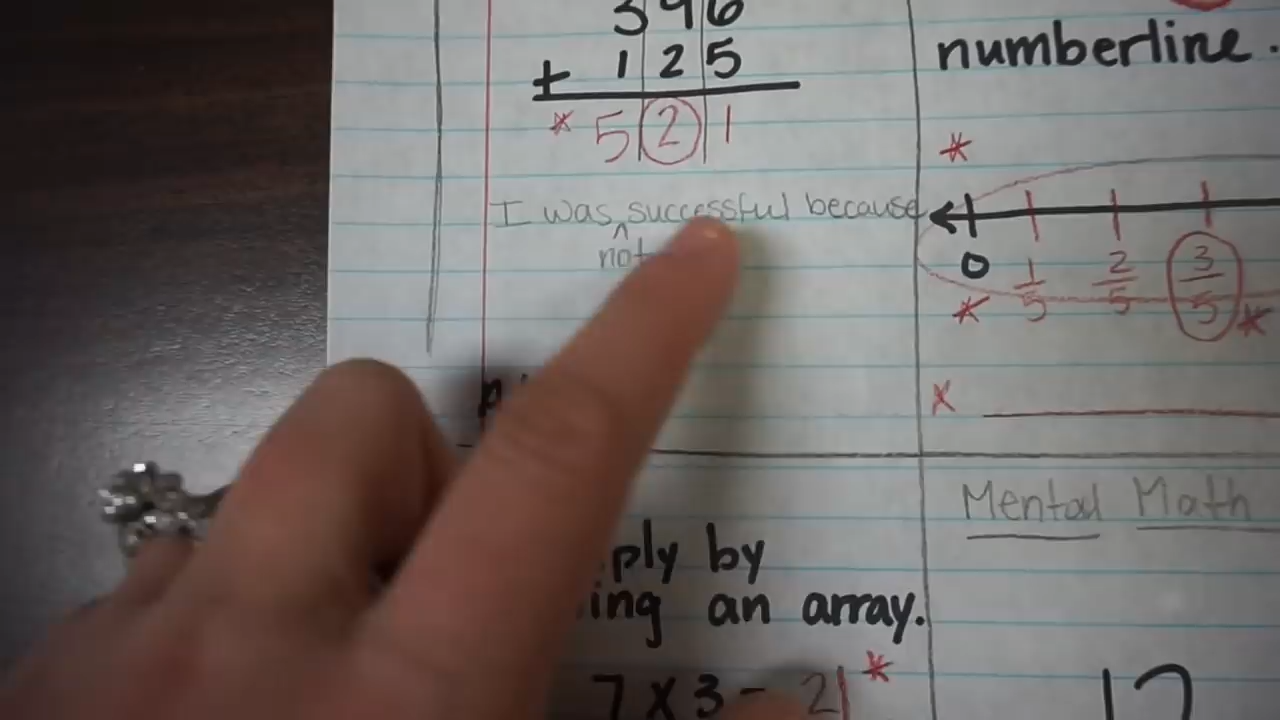 396
+ 125
* 521
I was successful because
not
numberline.
*
0 1/5 2/5 3/5
* *
x
Mental Math
ply by
ing an array.
7 x 3 = 21 *
12